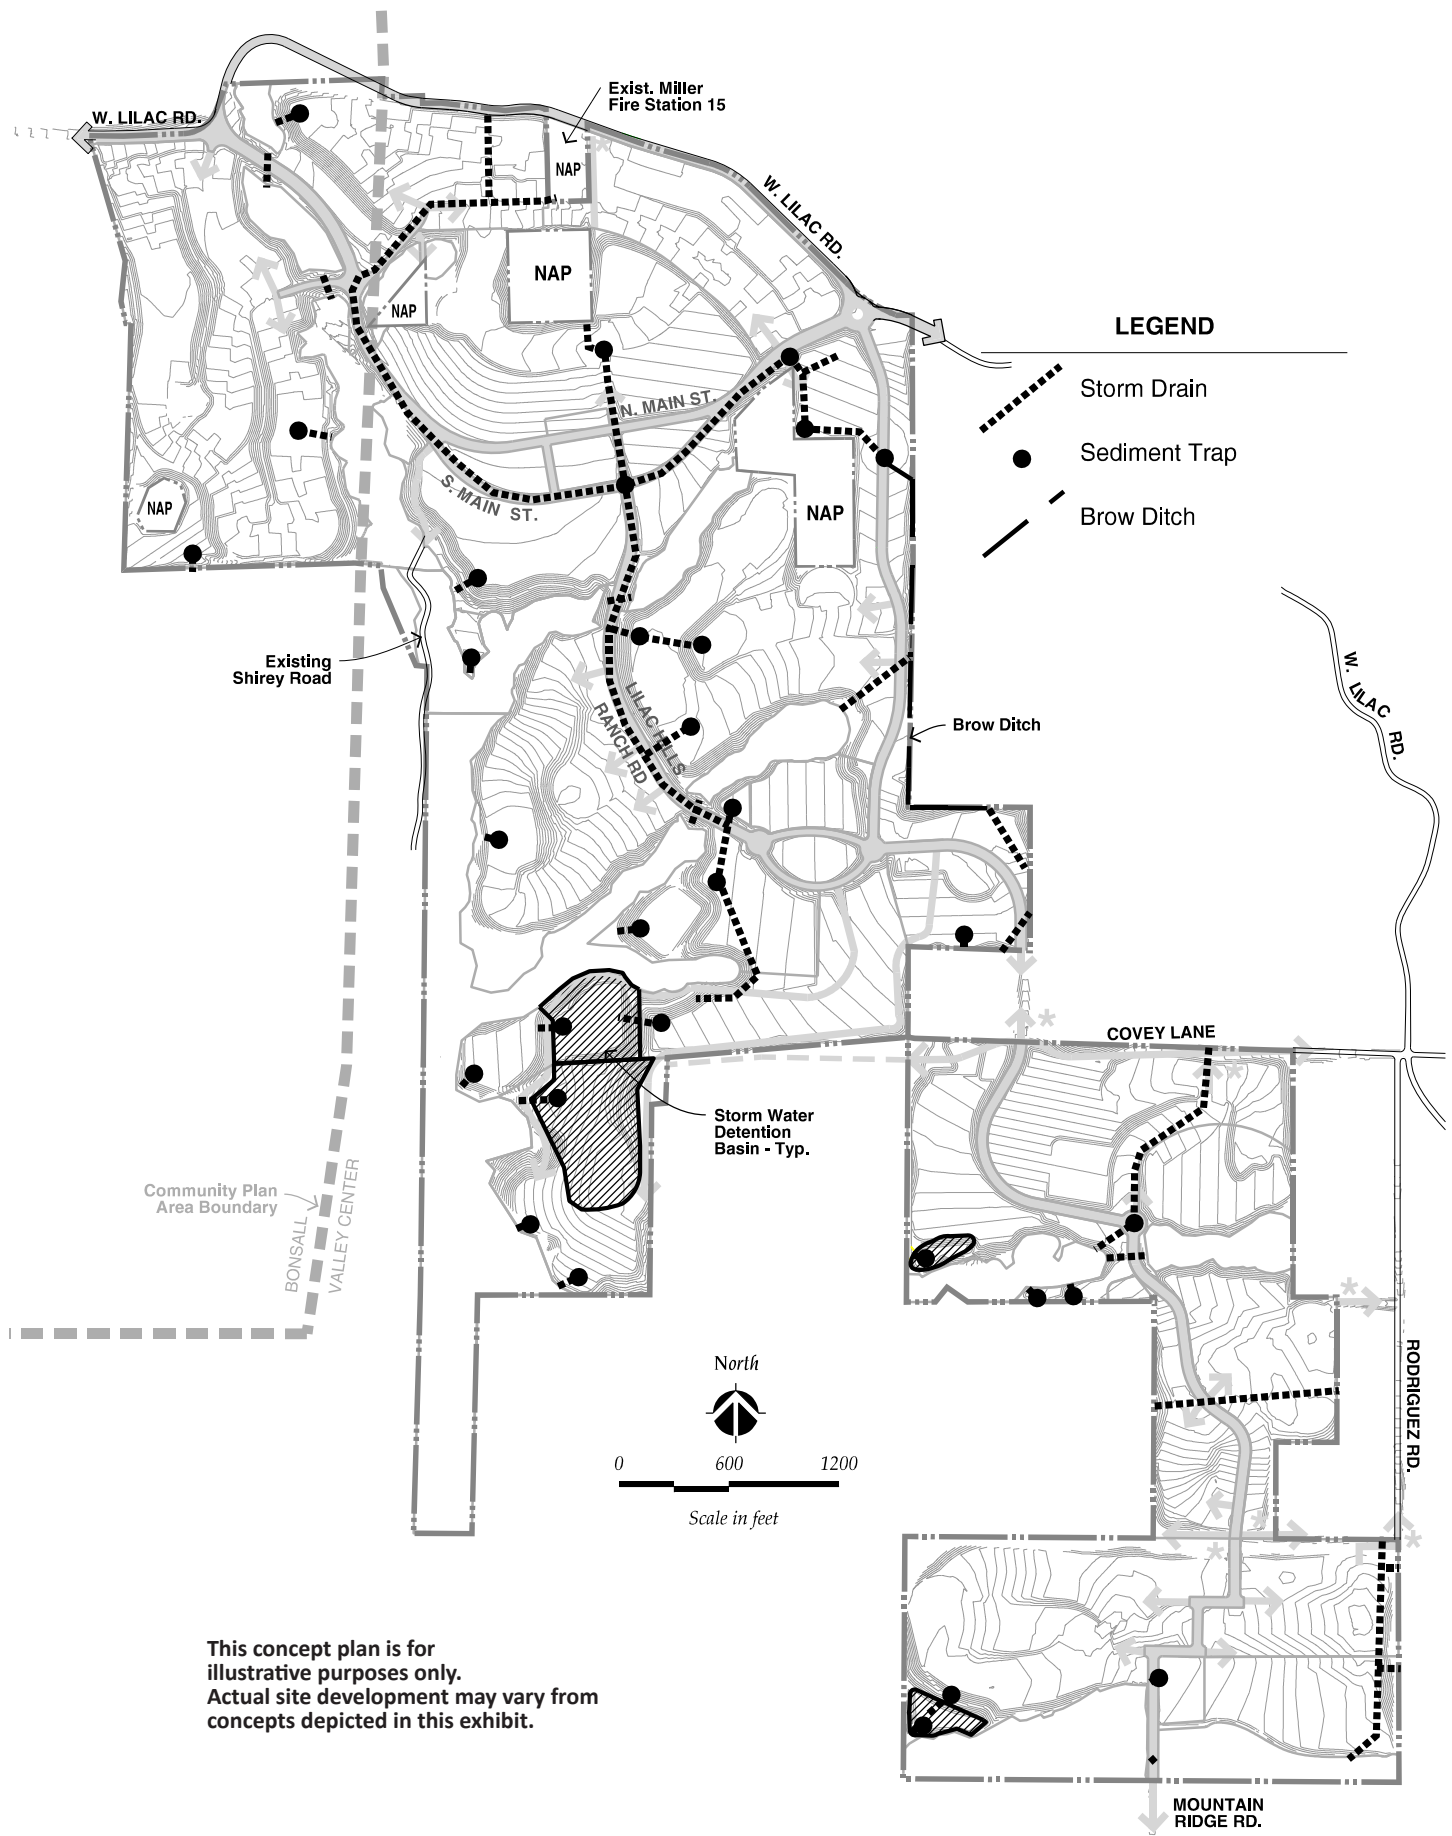 Exist. Miller
Fire Station 15
W. LILAC RD.
NAP
W. LILAC RD.
NAP
NAP
LEGEND
Storm Drain
Sediment Trap
Brow Ditch
N. MAIN ST.
S. MAIN ST.
NAP
NAP
Existing
Shirey Road
W. LILAC RD.
LILAC HILLS
RANCH RD
Brow Ditch
COVEY LANE
Storm Water
Detention
Basin - Typ.
Community Plan
Area Boundary
BONSALL
VALLEY CENTER
RODRIGUEZ RD.
North
0 600 1200
Scale in feet
This concept plan is for
illustrative purposes only.
Actual site development may vary from
concepts depicted in this exhibit.
MOUNTAIN
RIDGE RD.